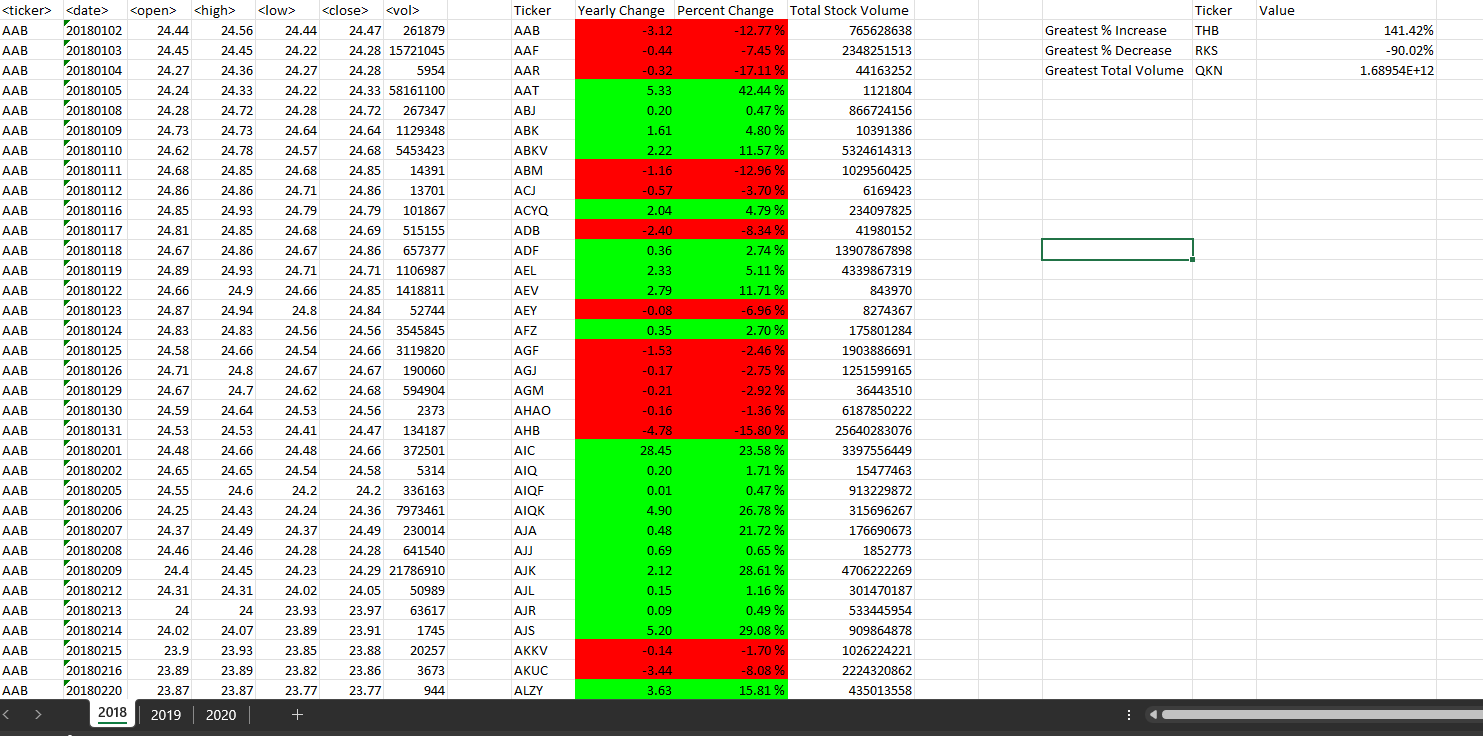 <ticker> <date> <open> <high> <low> <close> <vol> Ticker Yearly Change Percent Change Total Stock Volume Ticker Value
AAB 20180102 24.44 24.56 24.44 24.47 261879 AAB -3.12 -12.77 % 765628638 Greatest % Increase THB 141.42%
AAB 20180103 24.45 24.45 24.22 24.28 15721045 AAF -0.44 -7.45 % 2348251513 Greatest % Decrease RKS -90.02%
AAB 20180104 24.27 24.36 24.27 24.28 5954 AAR -0.32 -17.11 % 44163252 Greatest Total Volume QKN 1.68954E+12
AAB 20180105 24.24 24.33 24.22 24.33 58161100 AAT 5.33 42.44 % 1121804
AAB 20180108 24.28 24.72 24.28 24.72 267347 ABJ 0.20 0.47 % 866724156
AAB 20180109 24.73 24.73 24.64 24.64 1129348 ABK 1.61 4.80 % 10391386
AAB 20180110 24.62 24.78 24.57 24.68 5453423 ABKV 2.22 11.57 % 5324614313
AAB 20180111 24.68 24.85 24.68 24.85 14391 ABM -1.16 -12.96 % 1029560425
AAB 20180112 24.86 24.86 24.71 24.86 13701 ACJ -0.57 -3.70 % 6169423
AAB 20180116 24.85 24.93 24.79 24.79 101867 ACYQ 2.04 4.79 % 234097825
AAB 20180117 24.81 24.85 24.68 24.69 515155 ADB -2.40 -8.34 % 41980152
AAB 20180118 24.67 24.86 24.67 24.86 657377 ADF 0.36 2.74 % 13907867898
AAB 20180119 24.89 24.93 24.71 24.71 1106987 AEL 2.33 5.11 % 4339867319
AAB 20180122 24.66 24.9 24.66 24.85 1418811 AEV 2.79 11.71 % 843970
AAB 20180123 24.87 24.94 24.8 24.84 52744 AEY -0.08 -6.96 % 8274367
AAB 20180124 24.83 24.83 24.56 24.56 3545845 AFZ 0.35 2.70 % 175801284
AAB 20180125 24.58 24.66 24.54 24.66 3119820 AGF -1.53 -2.46 % 1903886691
AAB 20180126 24.71 24.8 24.67 24.67 190060 AGJ -0.17 -2.75 % 1251599165
AAB 20180129 24.67 24.7 24.62 24.68 594904 AGM -0.21 -2.92 % 36443510
AAB 20180130 24.59 24.64 24.53 24.56 2373 AHAO -0.16 -1.36 % 6187850222
AAB 20180131 24.53 24.53 24.41 24.47 134187 AHB -4.78 -15.80 % 25640283076
AAB 20180201 24.48 24.66 24.48 24.66 372501 AIC 28.45 23.58 % 3397556449
AAB 20180202 24.65 24.65 24.54 24.58 5314 AIQ 0.20 1.71 % 15477463
AAB 20180205 24.55 24.6 24.2 24.2 336163 AIQF 0.01 0.47 % 913229872
AAB 20180206 24.25 24.43 24.24 24.36 7973461 AIQK 4.90 26.78 % 315696267
AAB 20180207 24.37 24.49 24.37 24.49 230014 AJA 0.48 21.72 % 176690673
AAB 20180208 24.46 24.46 24.28 24.28 641540 AJJ 0.69 0.65 % 1852773
AAB 20180209 24.4 24.45 24.23 24.29 21786910 AJK 2.12 28.61 % 4706222269
AAB 20180212 24.31 24.31 24.02 24.05 50989 AJL 0.15 1.16 % 301470187
AAB 20180213 24 24 23.93 23.97 63617 AJR 0.09 0.49 % 533445954
AAB 20180214 24.02 24.07 23.89 23.91 1745 AJS 5.20 29.08 % 909864878
AAB 20180215 23.9 23.93 23.85 23.88 20257 AKKV -0.14 -1.70 % 1026224221
AAB 20180216 23.89 23.89 23.82 23.86 3673 AKUC -3.44 -8.08 % 2224320862
AAB 20180220 23.87 23.87 23.77 23.77 944 ALZY 3.63 15.81 % 435013558
2018 2019 2020